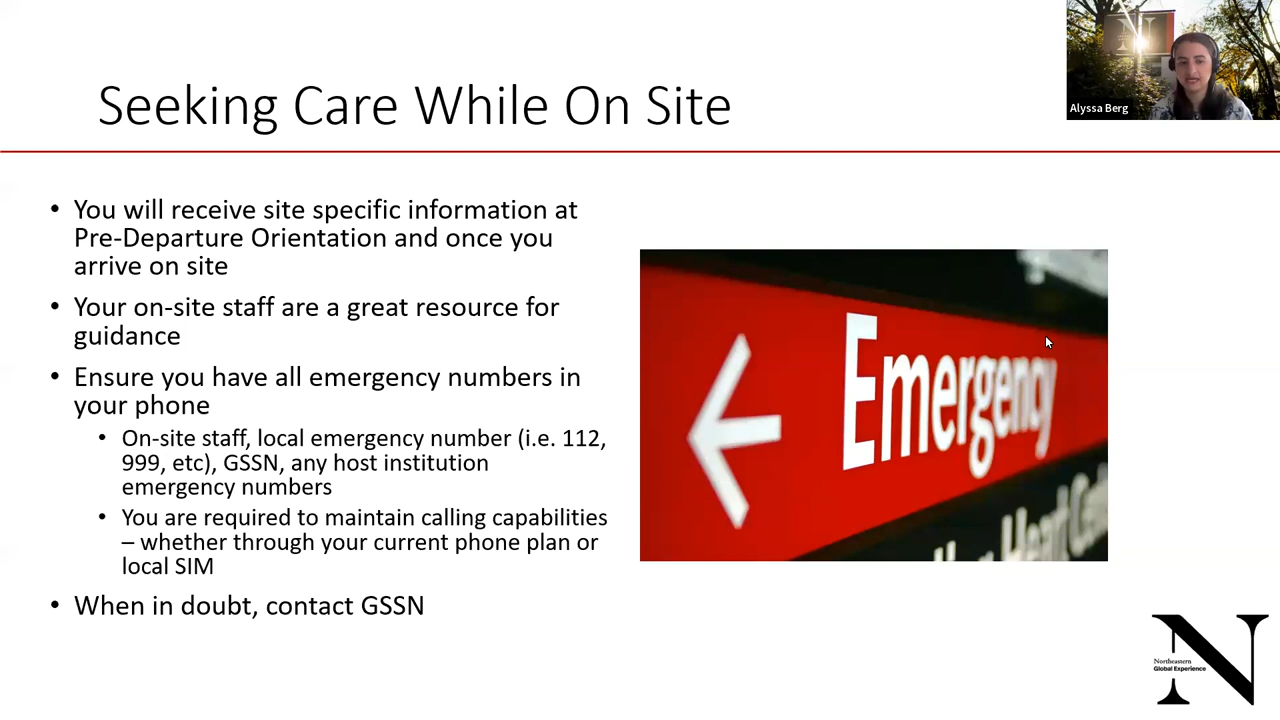 Seeking Care While On Site
N
Alyssa Berg
• You will receive site specific information at
Pre-Departure Orientation and once you
arrive on site
• Your on-site staff are a great resource for
guidance
• Ensure you have all emergency numbers in
your phone
• On-site staff, local emergency number (i.e. 112,
999, etc), GSSN, any host institution
emergency numbers
• You are required to maintain calling capabilities
– whether through your current phone plan or
local SIM
• When in doubt, contact GSSN
Emergency
Heart
N
Northeastern
Global Experience